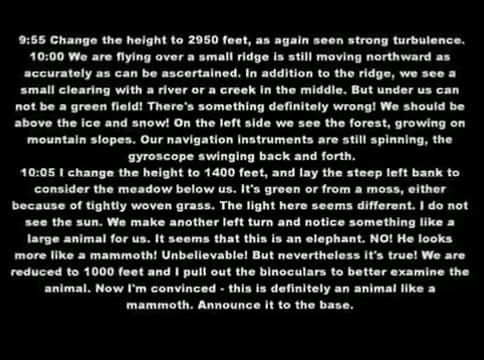 9:55 Change the height to 2950 feet, as again seen strong turbulence.
10:00 We are flying over a small ridge is still moving northward as
accurately as can be ascertained. In addition to the ridge, we see a
small clearing with a river or a creek in the middle. But under us can
not be a green field! There's something definitely wrong! We should be
above the ice and snow! On the left side we see the forest, growing on
mountain slopes. Our navigation instruments are still spinning, the
gyroscope swinging back and forth.
10:05 I change the height to 1400 feet, and lay the steep left bank to
consider the meadow below us. It's green or from a moss, either
because of tightly woven grass. The light here seems different. I do not
see the sun. We make another left turn and notice something like a
large animal for us. It seems that this is an elephant. NO! He looks
more like a mammoth! Unbelievable! But nevertheless it's true! We are
reduced to 1000 feet and I pull out the binoculars to better examine the
animal. Now I'm convinced - this is definitely an animal like a
mammoth. Announce it to the base.